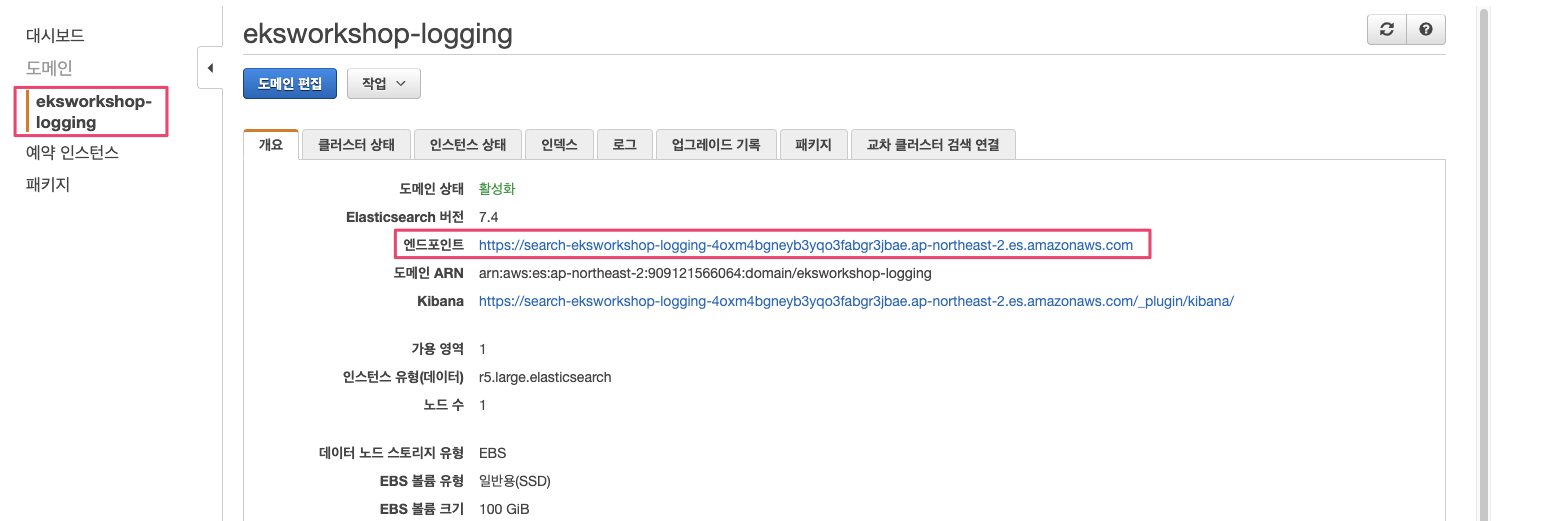 대시보드
도메인
eksworkshop-
logging
예약 인스턴스
패키지
eksworkshop-logging
도메인 편집
작업
개요
클러스터 상태
인스턴스 상태
인덱스
로그
업그레이드 기록
패키지
교차 클러스터 검색 연결
도메인 상태 활성화
Elasticsearch 버전 7.4
엔드포인트 https://search-eksworkshop-logging-4oxm4bgneyb3yqo3fabgr3jbae.ap-northeast-2.es.amazonaws.com
도메인 ARN arn:aws:es:ap-northeast-2:909121566064:domain/eksworkshop-logging
Kibana https://search-eksworkshop-logging-4oxm4bgneyb3yqo3fabgr3jbae.ap-northeast-2.es.amazonaws.com/_plugin/kibana/
가용 영역 1
인스턴스 유형(데이터) r5.large.elasticsearch
노드 수 1
데이터 노드 스토리지 유형 EBS
EBS 볼륨 유형 일반용(SSD)
EBS 볼륨 크기 100 GiB